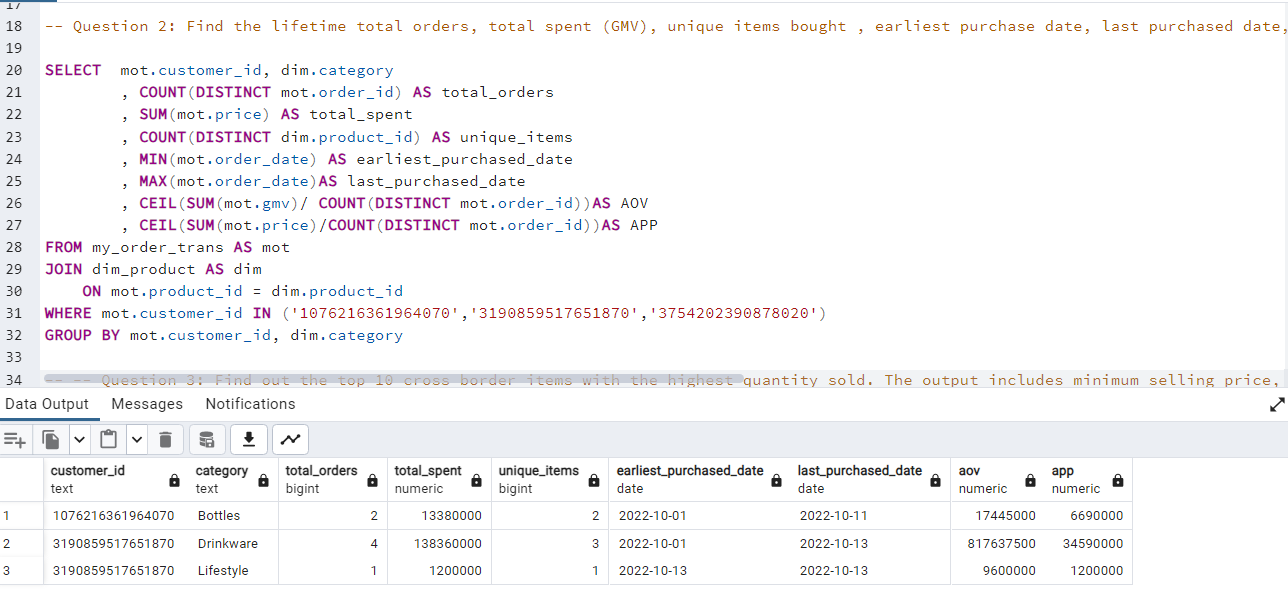 17
18 -- Question 2: Find the lifetime total orders, total spent (GMV), unique items bought , earliest purchase date, last purchased date,
19
20 SELECT mot.customer_id, dim.category
21 , COUNT(DISTINCT mot.order_id) AS total_orders
22 , SUM(mot.price) AS total_spent
23 , COUNT(DISTINCT dim.product_id) AS unique_items
24 , MIN(mot.order_date) AS earliest_purchased_date
25 , MAX(mot.order_date)AS last_purchased_date
26 , CEIL(SUM(mot.gmv)/ COUNT(DISTINCT mot.order_id))AS AOV
27 , CEIL(SUM(mot.price)/COUNT(DISTINCT mot.order_id))AS APP
28 FROM my_order_trans AS mot
29 JOIN dim_product AS dim
30 ON mot.product_id = dim.product_id
31 WHERE mot.customer_id IN ('1076216361964070','3190859517651870','3754202390878020')
32 GROUP BY mot.customer_id, dim.category
33
34 -- -- Question 3: Find out the top 10 cross border items with the highest quantity sold. The output includes minimum selling price,
Data Output Messages Notifications
customer_id category total_orders total_spent unique_items earliest_purchased_date last_purchased_date aov app
text text bigint numeric bigint date date numeric numeric
1 1076216361964070 Bottles 2 13380000 2 2022-10-01 2022-10-11 17445000 6690000
2 3190859517651870 Drinkware 4 138360000 3 2022-10-01 2022-10-13 817637500 34590000
3 3190859517651870 Lifestyle 1 1200000 1 2022-10-13 2022-10-13 9600000 1200000